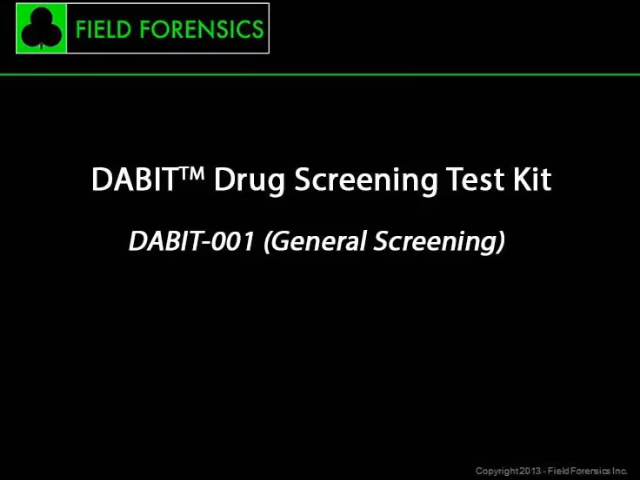 FIELD FORENSICS
DABIT™ Drug Screening Test Kit
DABIT-001 (General Screening)
Copyright 2013 - Field Forensics Inc.